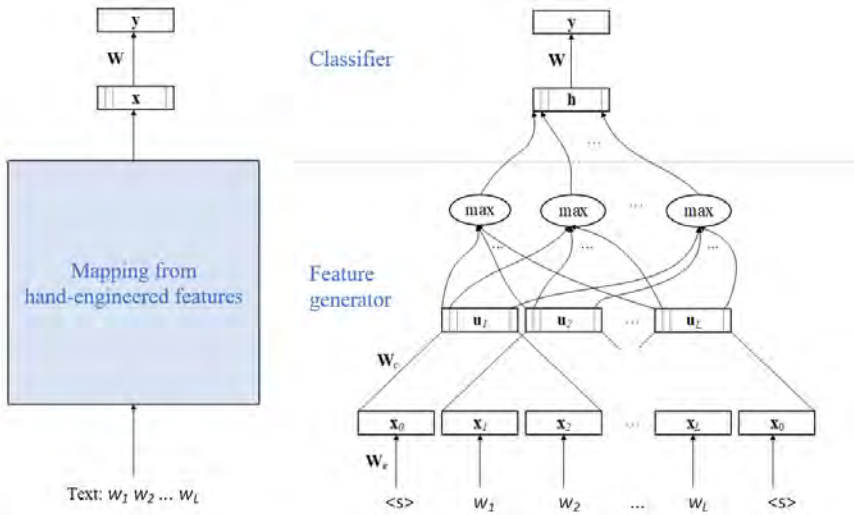 y
W
x
Mapping from
hand-engineered features
Text: w1 w2 ... wL
Classifier
y
W
h
...
max max ... max
... ... ...
Feature
generator
u1 u2 ... uL
Wc
x0 x1 x2 ... xL x0
We
<s> w1 w2 ... wL <s>